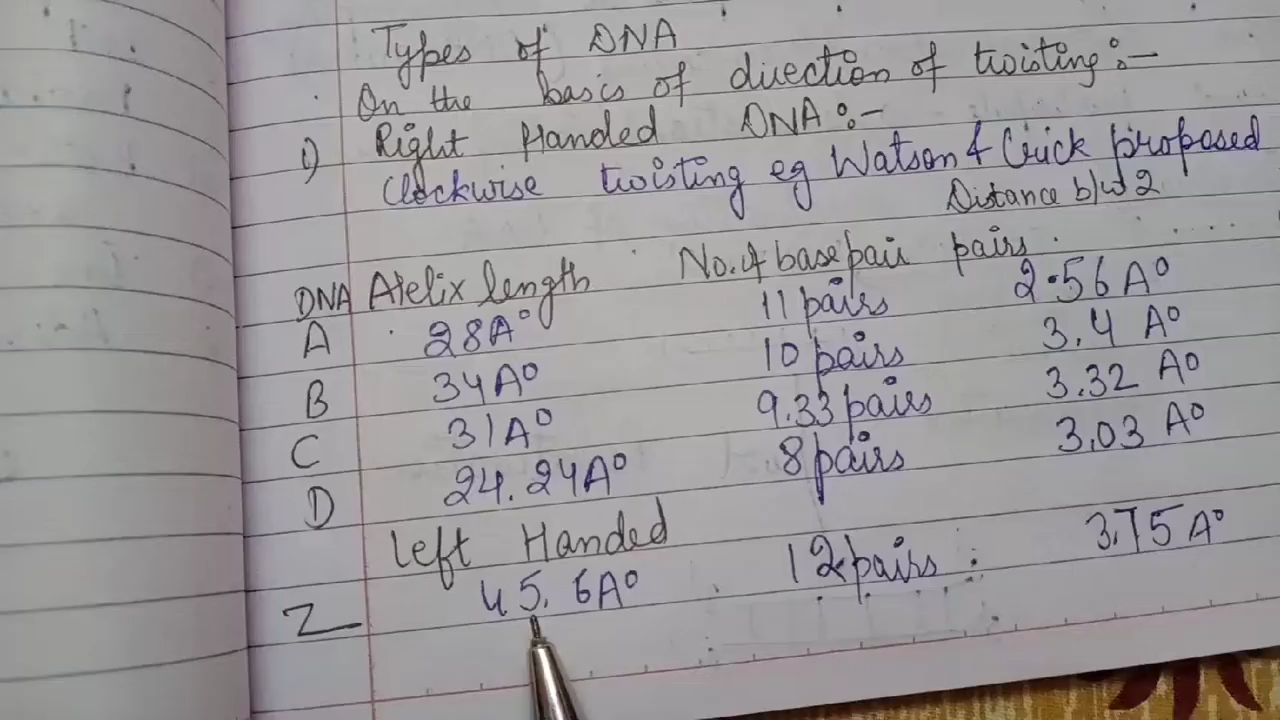 Types of DNA
On the basis of direction of twisting :-
1) Right Handed DNA :-
Clockwise twisting eg Watson & Crick proposed
Distance b/w 2
DNA Helix length No. of base pair pairs
A 28A° 11 pairs 2.56 A°
B 34A° 10 pairs 3.4 A°
C 31A° 9.33 pairs 3.32 A°
D 24.24A° 8 pairs 3.03 A°
Left Handed
Z 45.6A° 12 pairs 3.75 A°